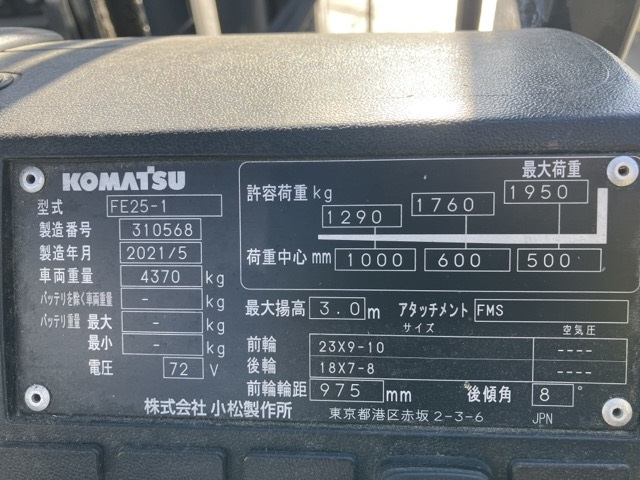 KOMATSU
型式 FE25-1
製造番号 310568
製造年月 2021/5
車両重量 4370 kg
バッテリを除く車両重量 - kg
バッテリ重量 最大 - kg
最小 - kg
電圧 72 V
最大荷重
許容荷重 kg 1290 1760 1950
荷重中心 mm 1000 600 500
最大揚高 3.0 m アタッチメント FMS
サイズ 空気圧
前輪 23X9-10 ----
後輪 18X7-8 ----
前輪輪距 975 mm 後傾角 8 °
株式会社 小松製作所 東京都港区赤坂2-3-6 JPN